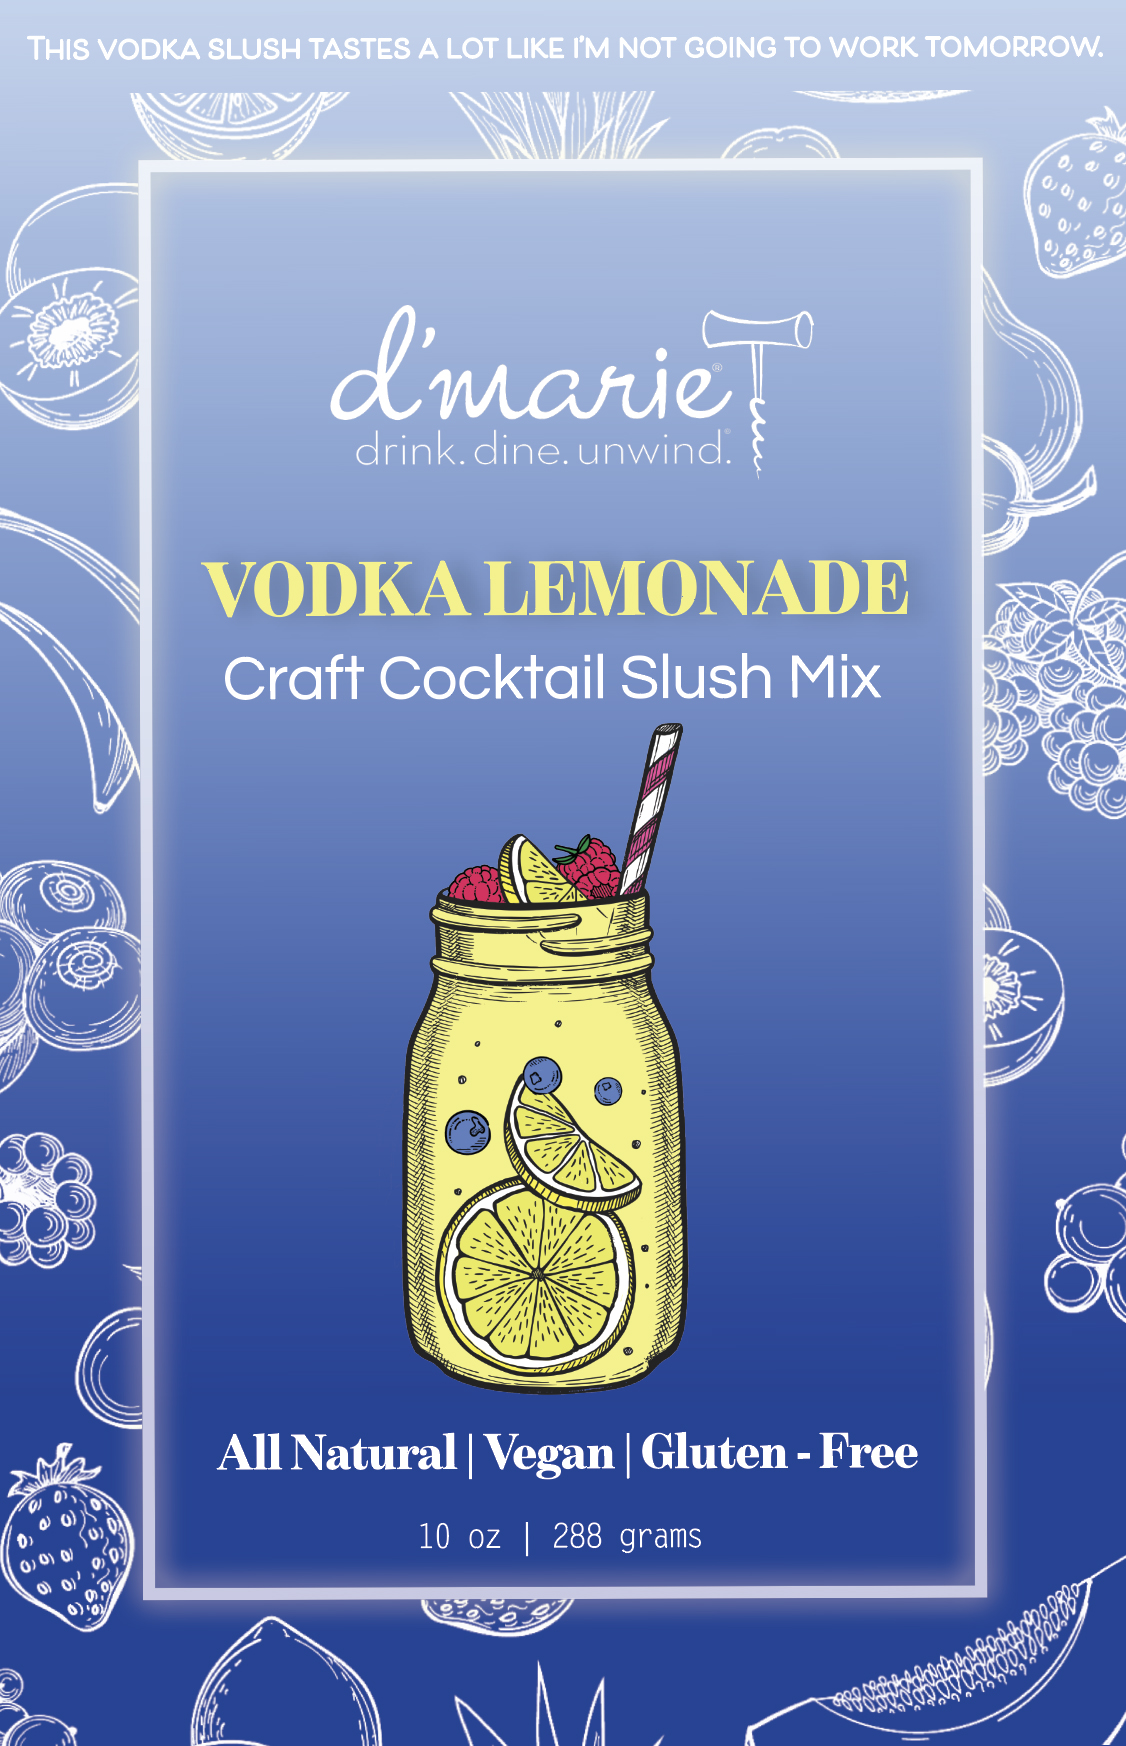 THIS VODKA SLUSH TASTES A LOT LIKE I'M NOT GOING TO WORK TOMORROW.
d'marie®
drink. dine. unwind.®
VODKA LEMONADE
Craft Cocktail Slush Mix
All Natural | Vegan | Gluten - Free
10 oz | 288 grams